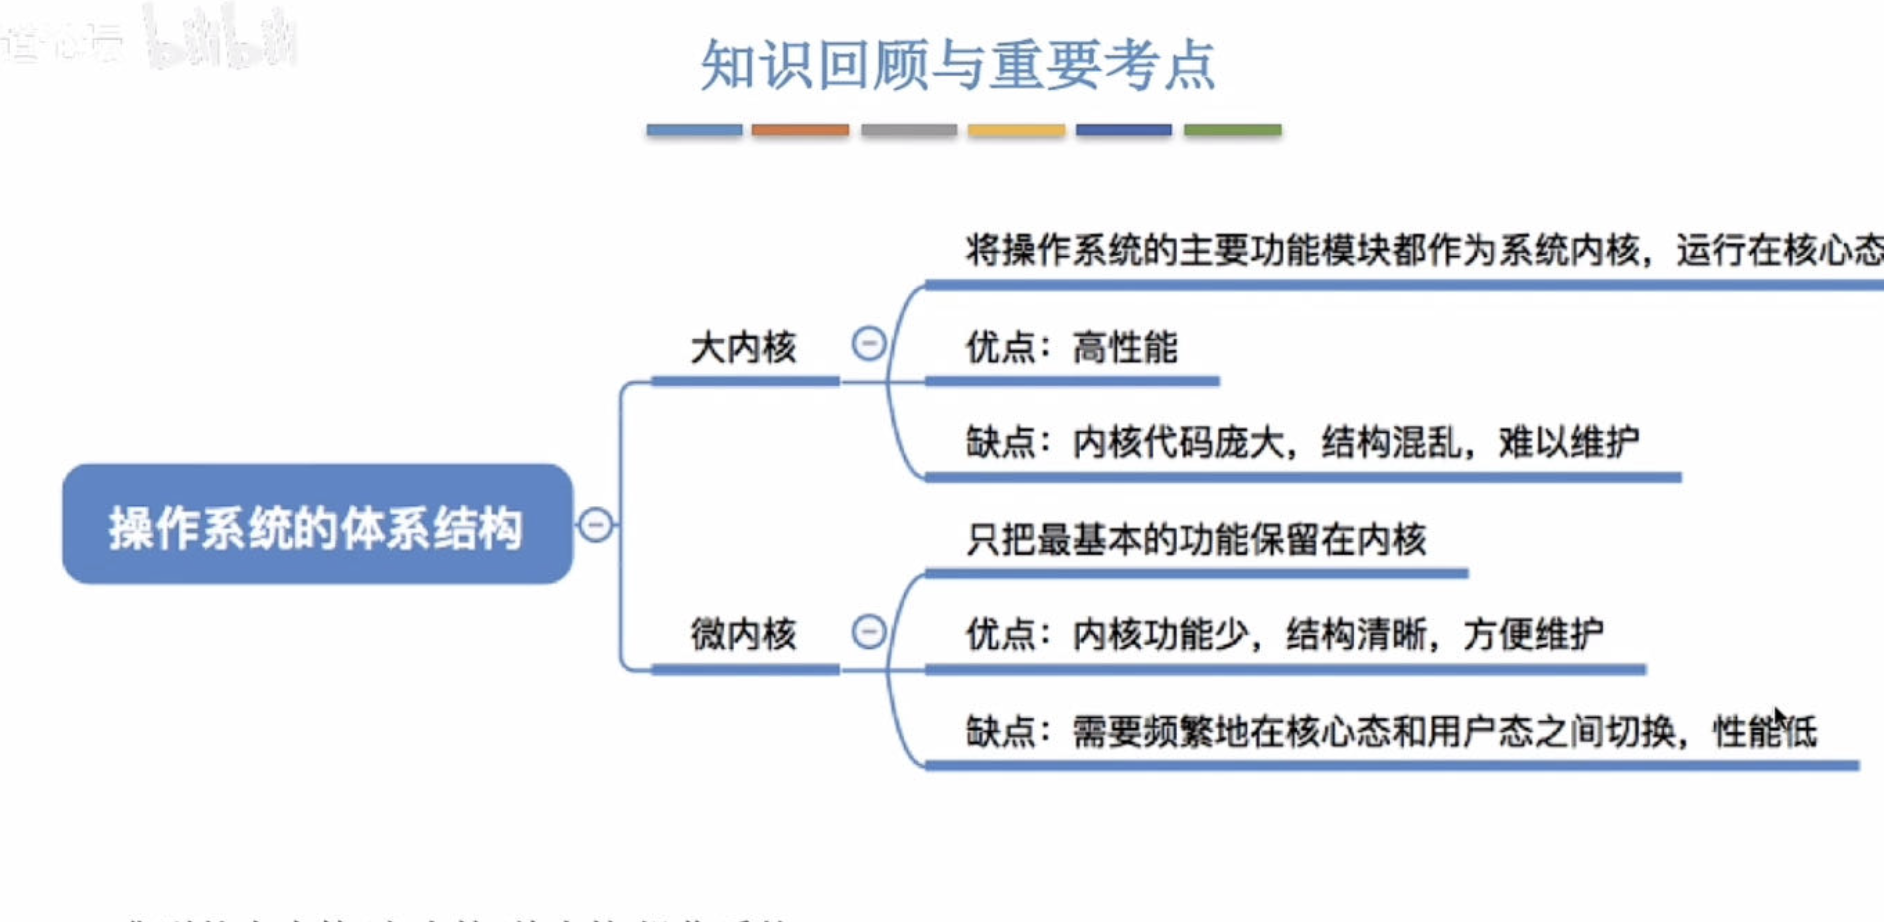 bilibili
知识回顾与重要考点
将操作系统的主要功能模块都作为系统内核，运行在核心态
大内核
优点：高性能
缺点：内核代码庞大，结构混乱，难以维护
操作系统的体系结构
只把最基本的功能保留在内核
微内核
优点：内核功能少，结构清晰，方便维护
缺点：需要频繁地在核心态和用户态之间切换，性能低